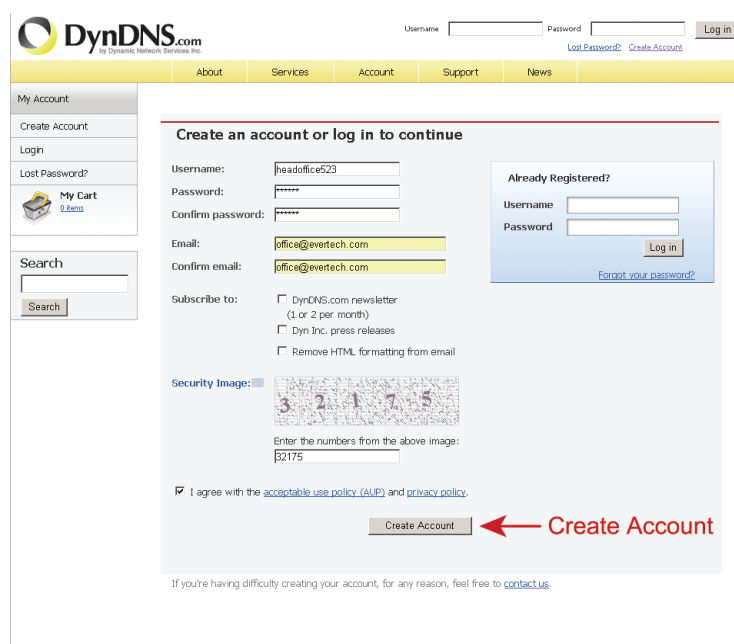 DynDNS.com
by Dynamic Network Services Inc.
Username
Password
Log in
Lost Password? Create Account
About Services Account Support News
My Account
Create Account
Login
Lost Password?
My Cart
0 items
Search
Search
Create an account or log in to continue
Username: headoffice523
Password: ******
Confirm password: ******
Email: office@evertech.com
Confirm email: office@evertech.com
Subscribe to: DynDNS.com newsletter
(1 or 2 per month)
Dyn Inc. press releases
Remove HTML formatting from email
Security Image:
3 2 1 7 5
Enter the numbers from the above image:
32175
I agree with the acceptable use policy (AUP) and privacy policy.
Create Account
Create Account
Already Registered?
Username
Password
Log in
Forgot your password?
If you're having difficulty creating your account, for any reason, feel free to contact us.